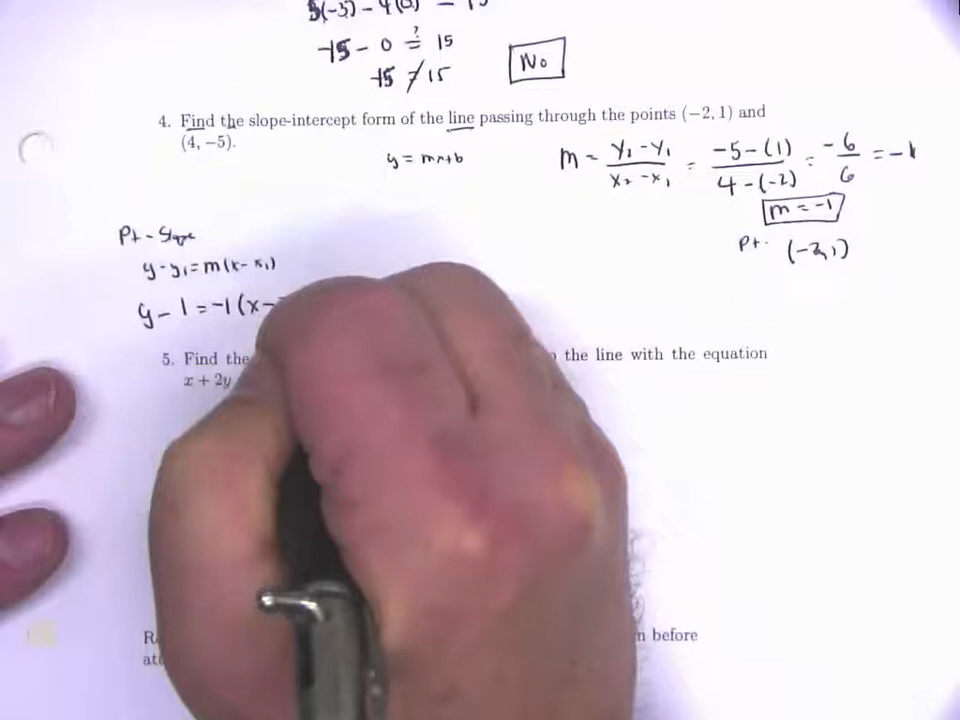 -15 - 0 ≟ 15
-15 ≠ 15 No
4. Find the slope-intercept form of the line passing through the points (−2, 1) and
(4, −5).
y = mx+b
m = y₂ - y₁ / x₂ - x₁ = -5-(1) / 4-(-2) = -6 / 6 = -1
m = -1
Pt. (-2,1)
Pt - Slope
y - y₁ = m(x - x₁)
y - 1 = -1(x -
5. Find the the line with the equation
x + 2y
before